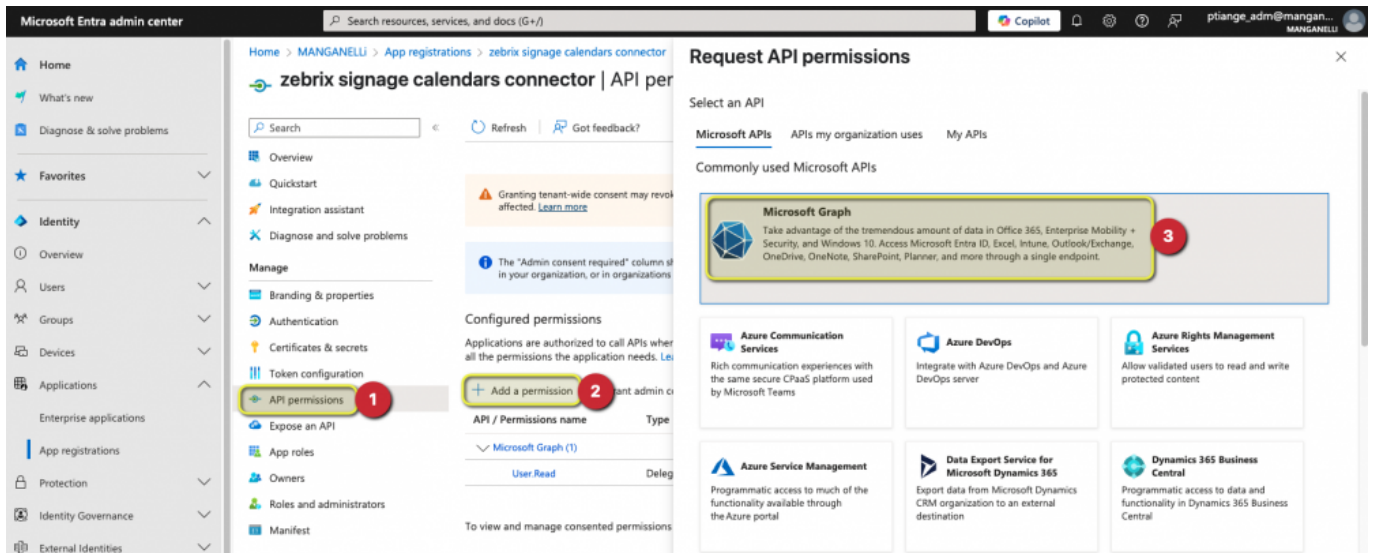 Microsoft Entra admin center
Search resources, services, and docs (G+/)
Copilot
ptiange_adm@mangan...
MANGANELLI
Home
What's new
Diagnose & solve problems
Favorites
Identity
Overview
Users
Groups
Devices
Applications
Enterprise applications
App registrations
Protection
Identity Governance
External Identities
Home > MANGANELLi > App registrations > zebrix signage calendars connector
zebrix signage calendars connector | API per
Search
«
Refresh
Got feedback?
Overview
Quickstart
Integration assistant
Diagnose and solve problems
Manage
Branding & properties
Authentication
Certificates & secrets
Token configuration
API permissions
1
Expose an API
App roles
Owners
Roles and administrators
Manifest
Granting tenant-wide consent may revok
affected. Learn more
The "Admin consent required" column sh
in your organization, or in organizations
Configured permissions
Applications are authorized to call APIs wher
all the permissions the application needs. Lea
+ Add a permission
2
ant admin co
API / Permissions name
Type
Microsoft Graph (1)
User.Read
Deleg
To view and manage consented permissions
Request API permissions
Select an API
Microsoft APIs
APIs my organization uses
My APIs
Commonly used Microsoft APIs
Microsoft Graph
Take advantage of the tremendous amount of data in Office 365, Enterprise Mobility +
Security, and Windows 10. Access Microsoft Entra ID, Excel, Intune, Outlook/Exchange,
OneDrive, OneNote, SharePoint, Planner, and more through a single endpoint.
3
Azure Communication
Services
Rich communication experiences with
the same secure CPaaS platform used
by Microsoft Teams
Azure DevOps
Integrate with Azure DevOps and Azure
DevOps server
Azure Rights Management
Services
Allow validated users to read and write
protected content
Azure Service Management
Programmatic access to much of the
functionality available through
the Azure portal
Data Export Service for
Microsoft Dynamics 365
Export data from Microsoft Dynamics
CRM organization to an external
destination
Dynamics 365 Business
Central
Programmatic access to data and
functionality in Dynamics 365 Business
Central